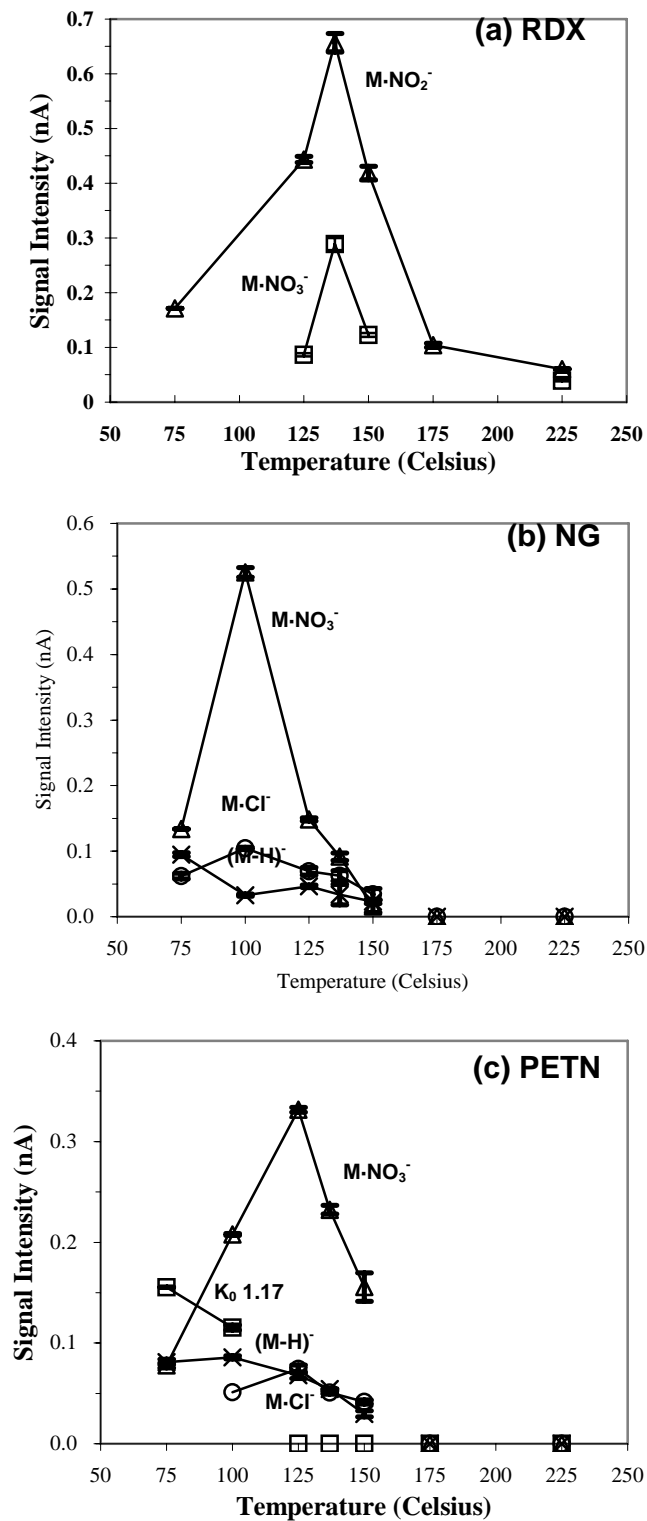 (a) RDX
0.7
0.6
0.5
0.4
0.3
0.2
0.1
0
Signal Intensity (nA)
M·NO₂⁻
M·NO₃⁻
50 75 100 125 150 175 200 225 250
Temperature (Celsius)
(b) NG
0.6
0.5
0.4
0.3
0.2
0.1
0.0
Signal Intensity (nA)
M·NO₃⁻
M·Cl⁻
(M-H)⁻
50 75 100 125 150 175 200 225 250
Temperature (Celsius)
(c) PETN
0.4
0.3
0.2
0.1
0.0
Signal Intensity (nA)
M·NO₃⁻
K₀ 1.17
(M-H)⁻
M·Cl⁻
50 75 100 125 150 175 200 225 250
Temperature (Celsius)